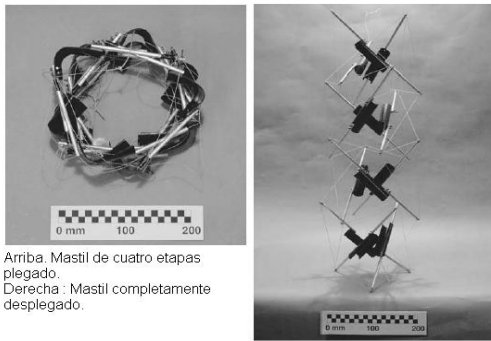 0 mm 100 200
Arriba. Mastil de cuatro etapas
plegado.
Derecha : Mastil completamente
desplegado.
0 mm 100 200